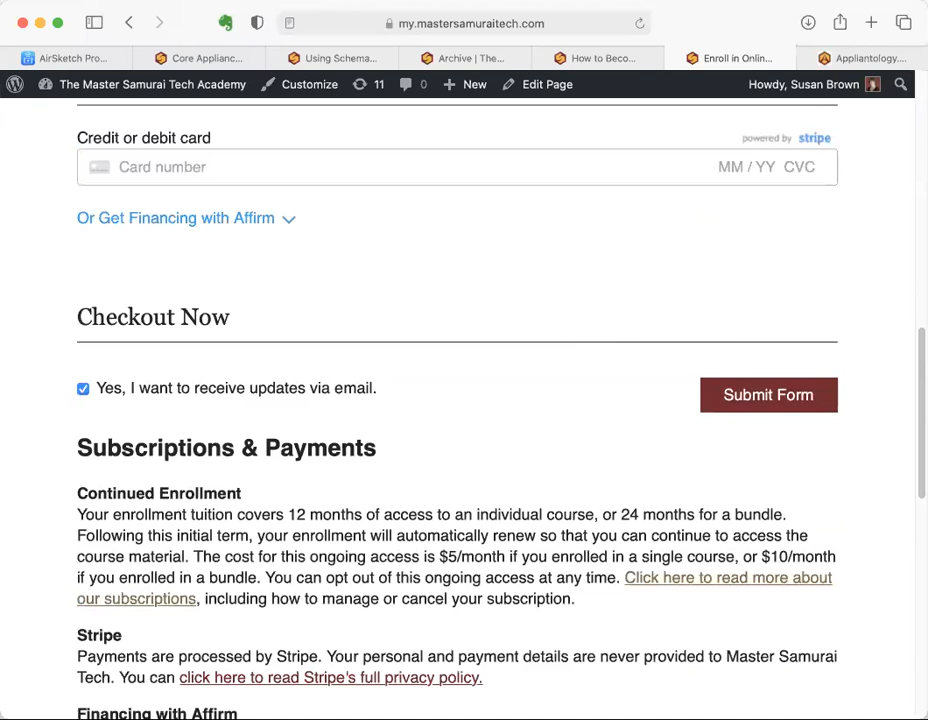 my.mastersamuraitech.com
AirSketch Pro...
Core Applianc...
Using Schema...
Archive | The...
How to Beco...
Enroll in Onlin...
Appliantology....
The Master Samurai Tech Academy
Customize
11
0
New
Edit Page
Howdy, Susan Brown
Credit or debit card
powered by stripe
Card number
MM / YY CVC
Or Get Financing with Affirm
Checkout Now
Yes, I want to receive updates via email.
Submit Form
Subscriptions & Payments
Continued Enrollment
Your enrollment tuition covers 12 months of access to an individual course, or 24 months for a bundle.
Following this initial term, your enrollment will automatically renew so that you can continue to access the
course material. The cost for this ongoing access is $5/month if you enrolled in a single course, or $10/month
if you enrolled in a bundle. You can opt out of this ongoing access at any time. Click here to read more about
our subscriptions, including how to manage or cancel your subscription.
Stripe
Payments are processed by Stripe. Your personal and payment details are never provided to Master Samurai
Tech. You can click here to read Stripe's full privacy policy.
Financing with Affirm